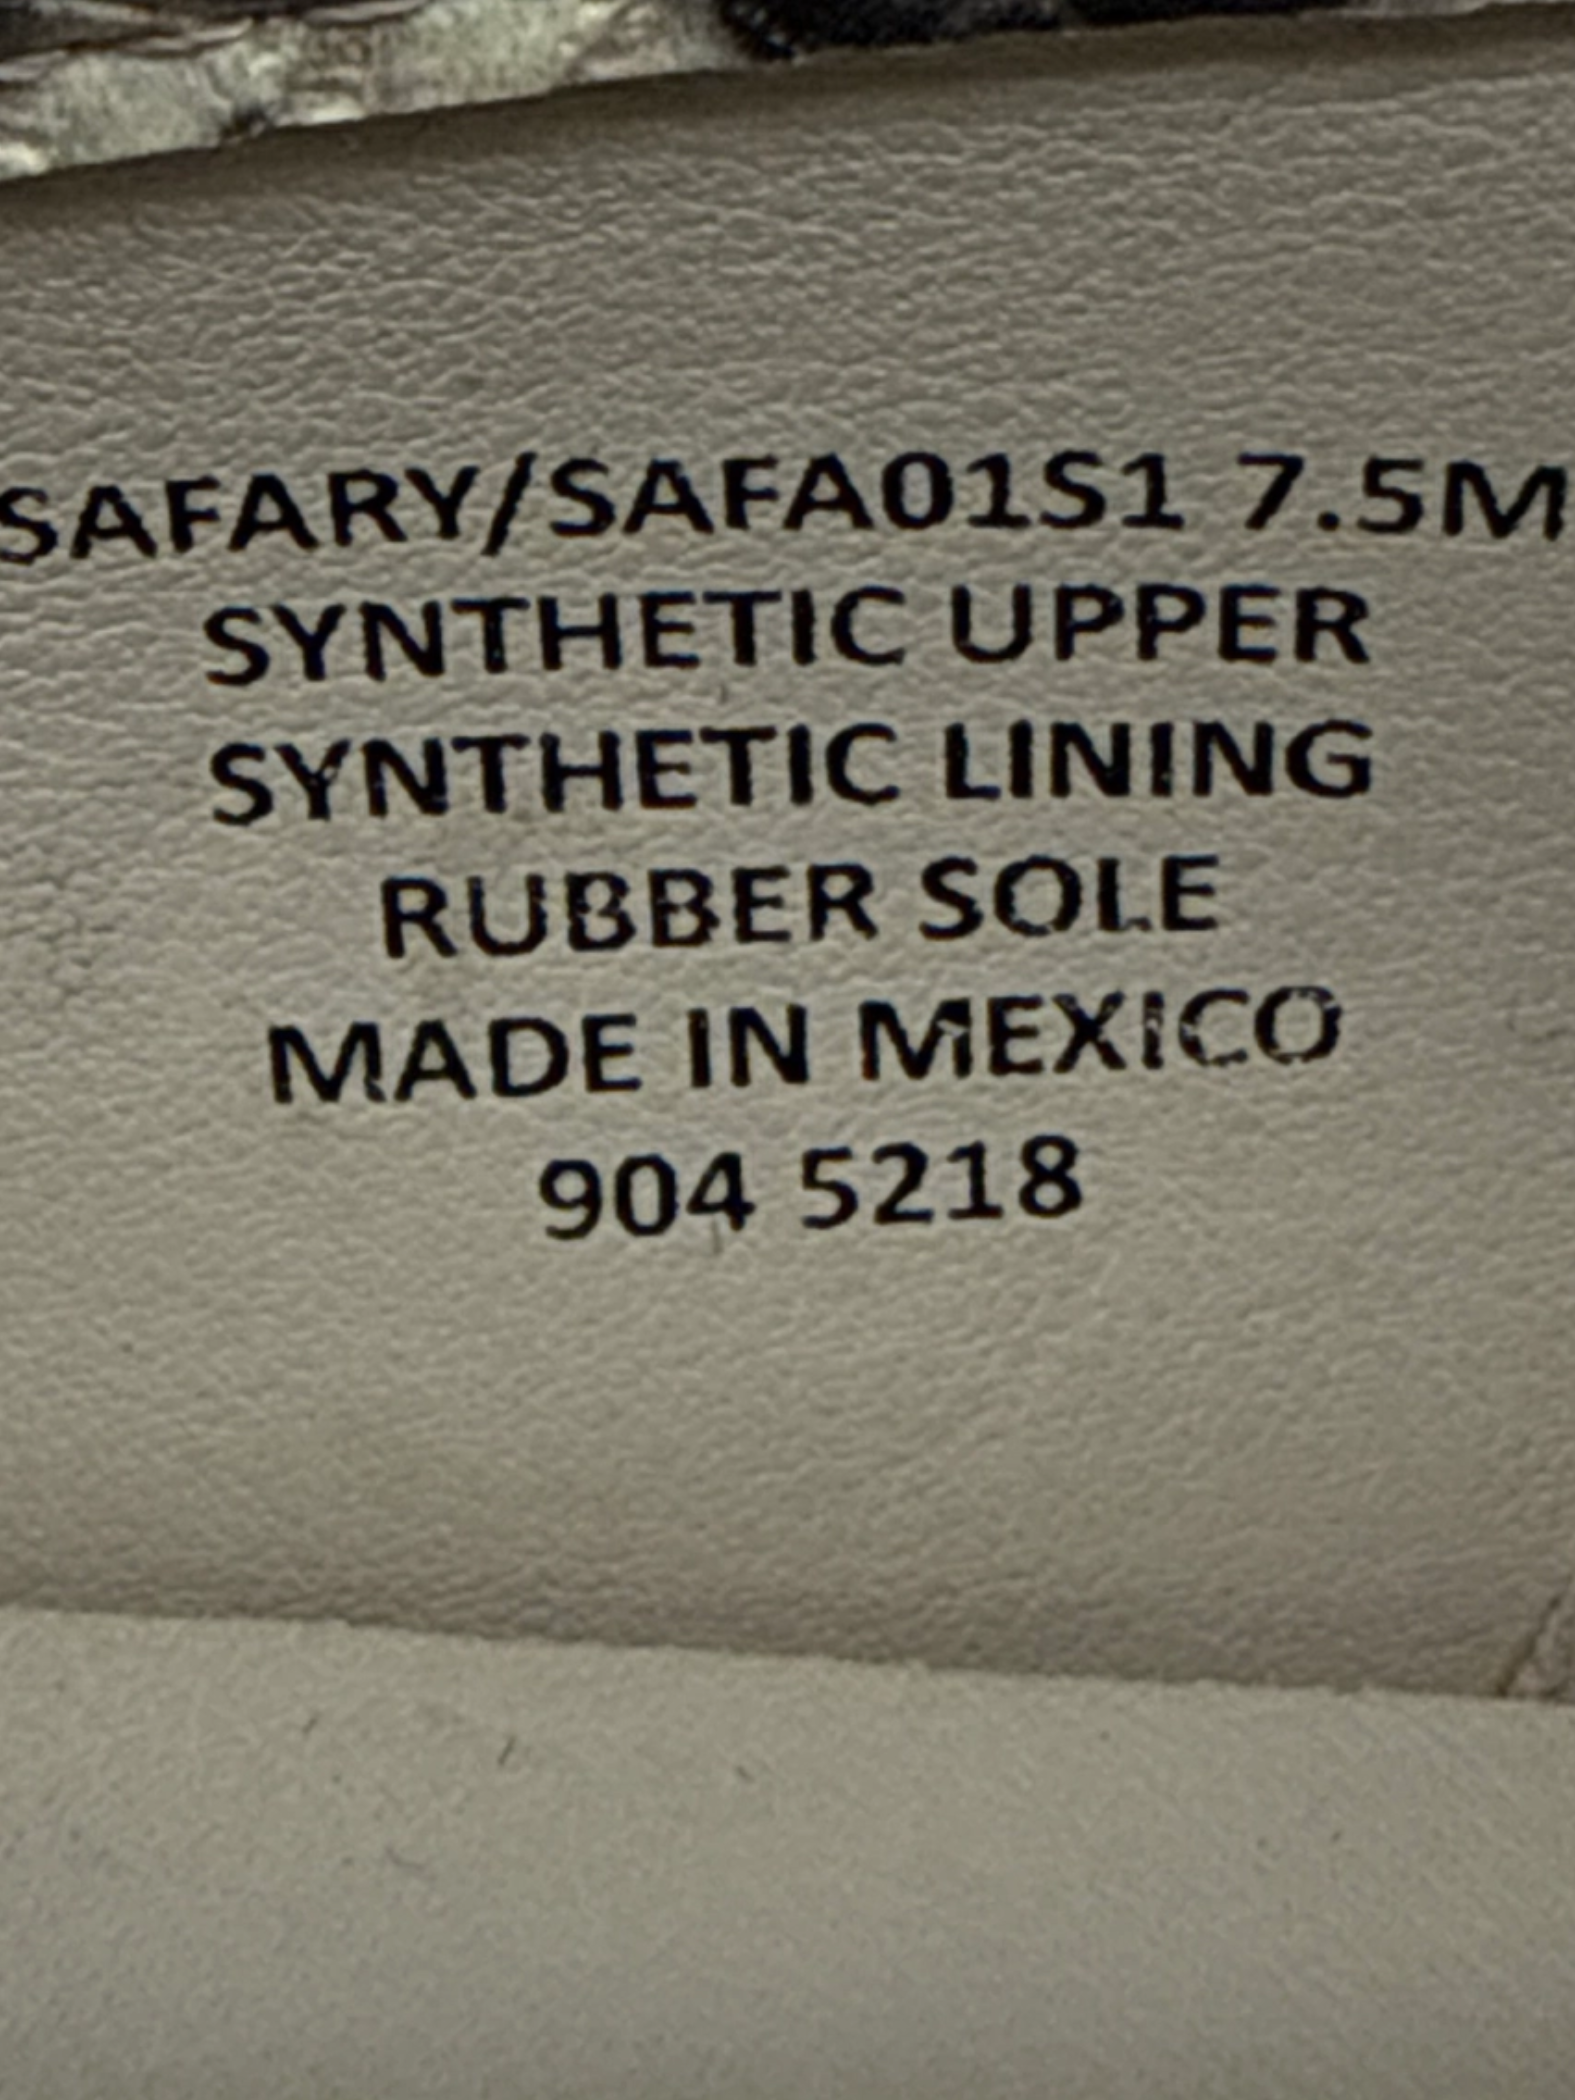 SAFARY/SAFA01S1 7.5M
SYNTHETIC UPPER
SYNTHETIC LINING
RUBBER SOLE
MADE IN MEXICO
904 5218